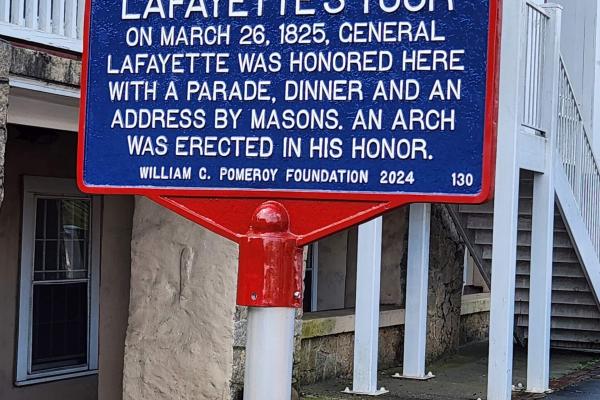 LAFAYETTE'S TOUR
ON MARCH 26, 1825, GENERAL
LAFAYETTE WAS HONORED HERE
WITH A PARADE, DINNER AND AN
ADDRESS BY MASONS. AN ARCH
WAS ERECTED IN HIS HONOR.
WILLIAM G. POMEROY FOUNDATION 2024 130